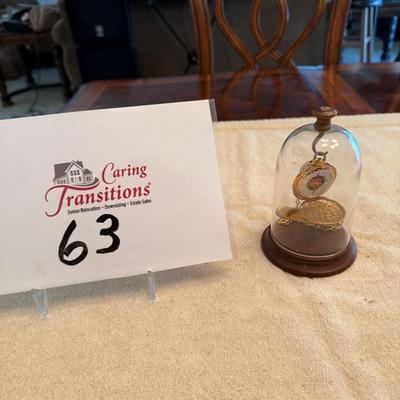 Caring
Transitions®
Senior Relocation • Downsizing • Estate Sales
63